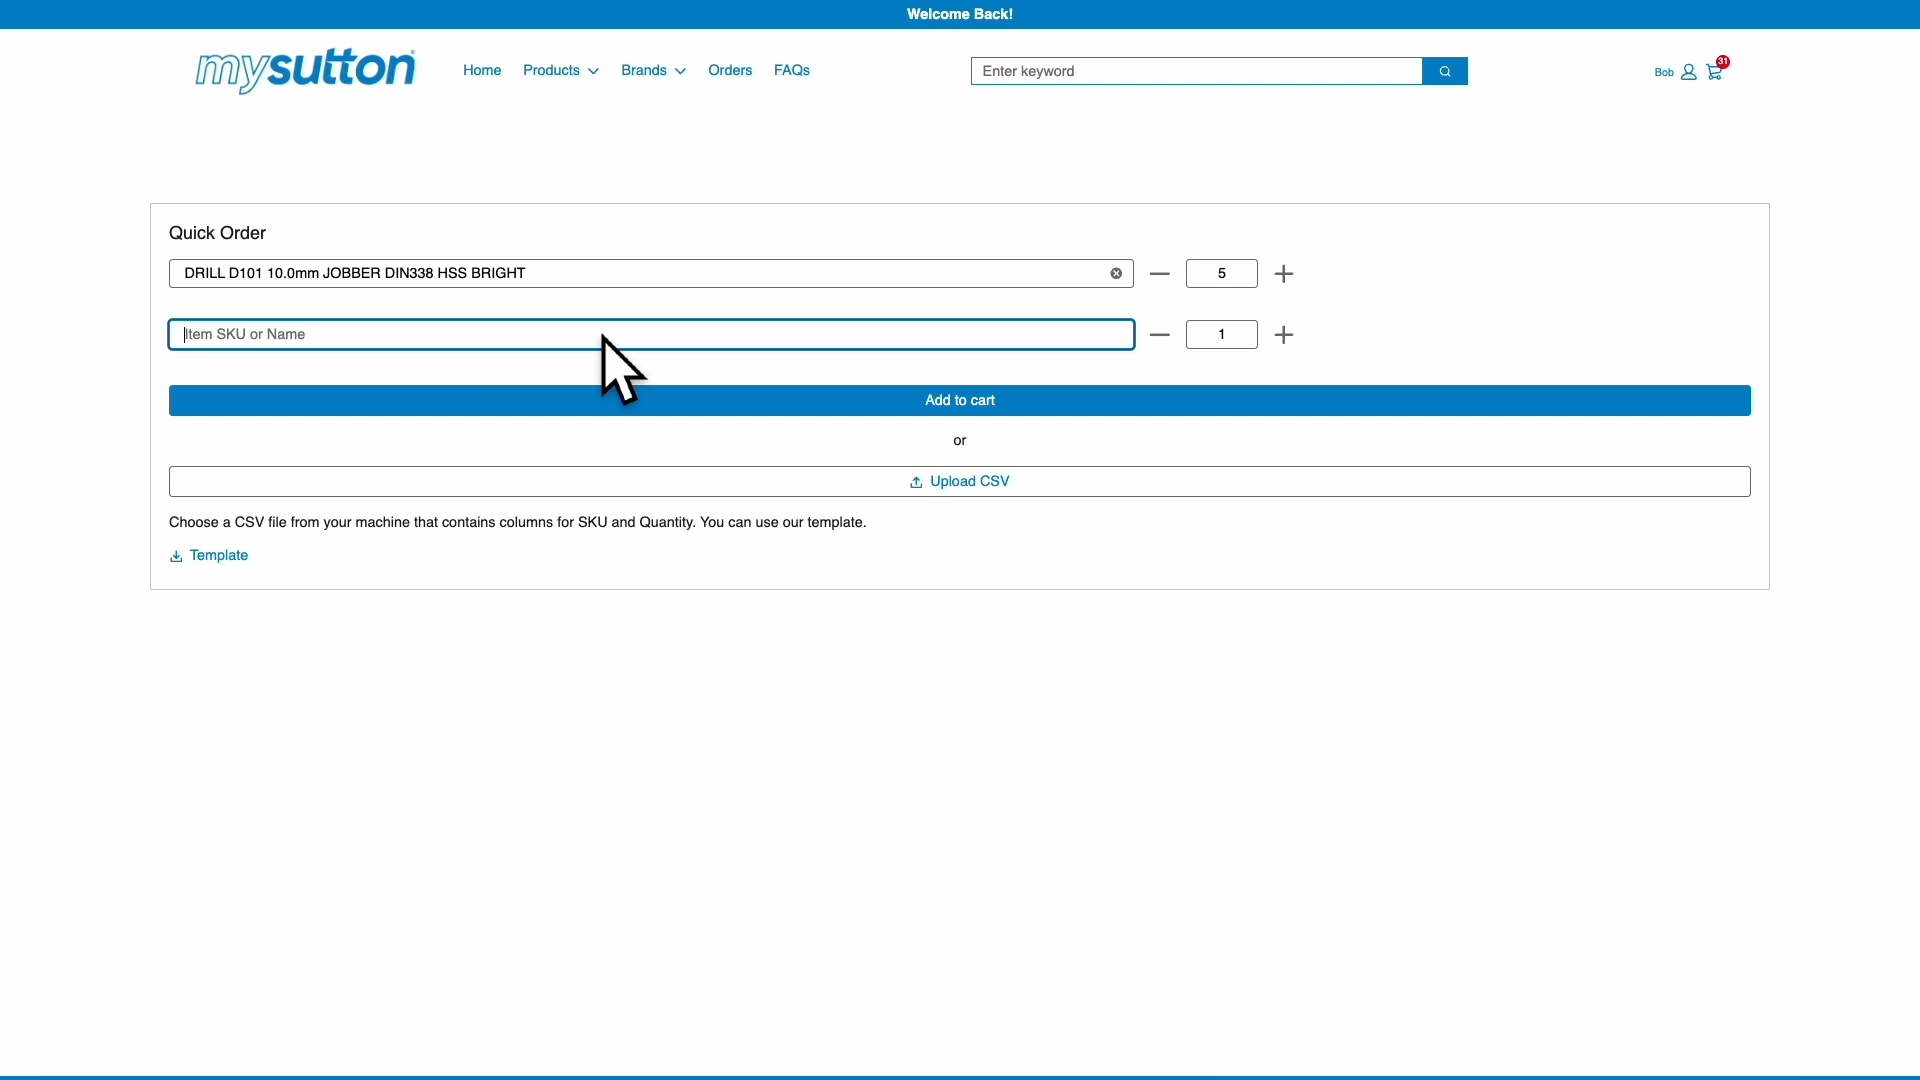 Welcome Back!
mysutton
Home Products Brands Orders FAQs
Enter keyword
Bob
31
Quick Order
DRILL D101 10.0mm JOBBER DIN338 HSS BRIGHT
5
Item SKU or Name
1
Add to cart
or
Upload CSV
Choose a CSV file from your machine that contains columns for SKU and Quantity. You can use our template.
Template